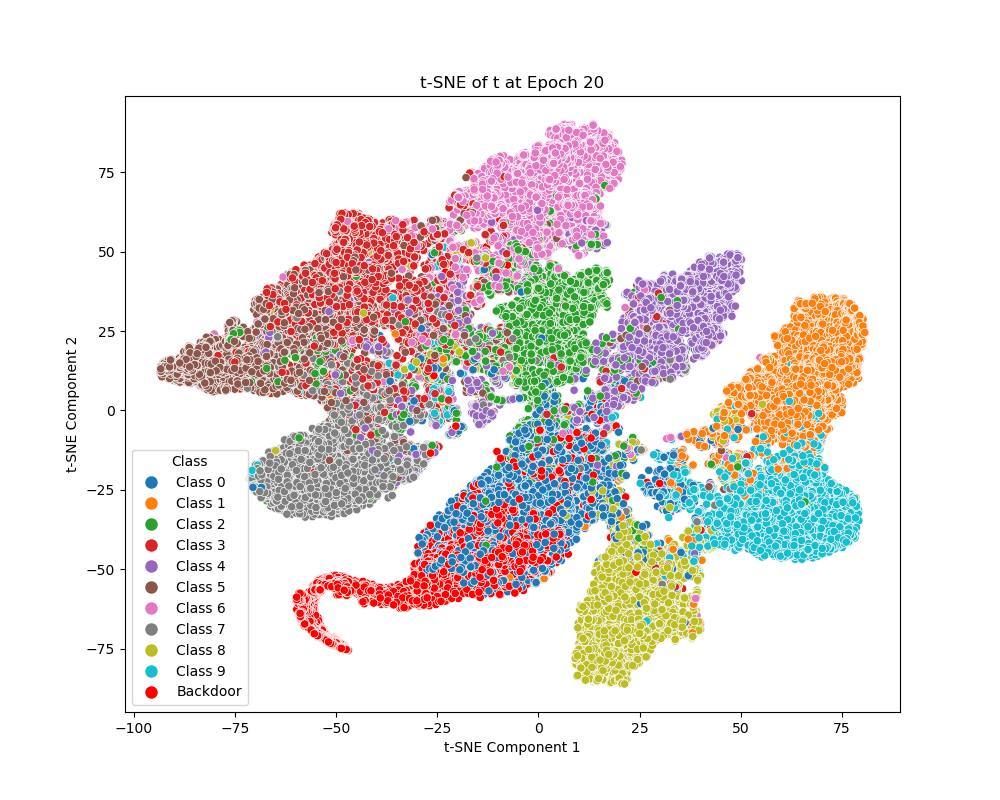 t-SNE of t at Epoch 20
t-SNE Component 2
75
50
25
0
−25
−50
−75
Class
Class 0
Class 1
Class 2
Class 3
Class 4
Class 5
Class 6
Class 7
Class 8
Class 9
Backdoor
−100
−75
−50
−25
0
25
50
75
t-SNE Component 1